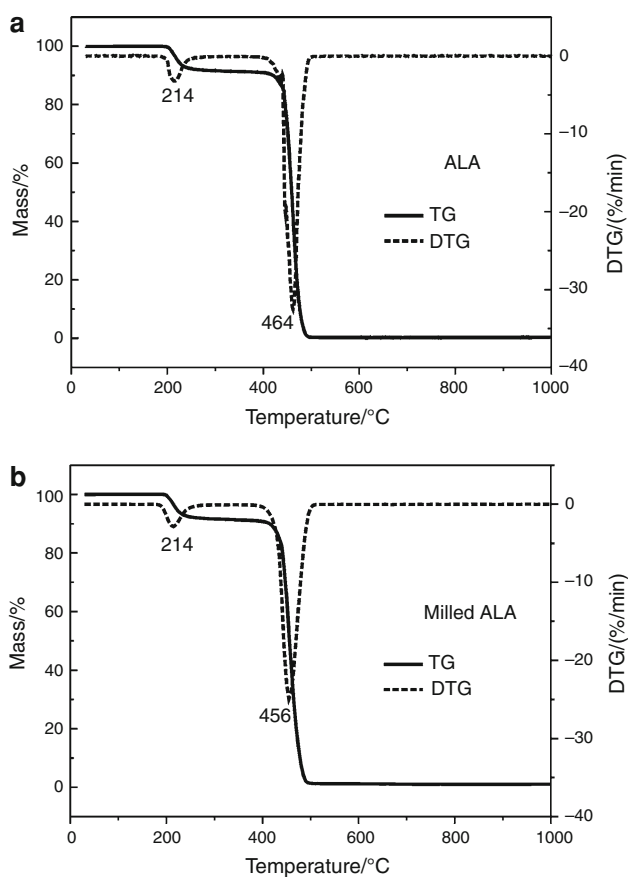 a
100
80
60
40
20
0
Mass/%
0
–10
–20
–30
–40
DTG/(%/min)
214
464
ALA
TG
DTG
0 200 400 600 800 1000
Temperature/°C
b
100
80
60
40
20
0
Mass/%
0
–10
–20
–30
–40
DTG/(%/min)
214
456
Milled ALA
TG
DTG
0 200 400 600 800 1000
Temperature/°C